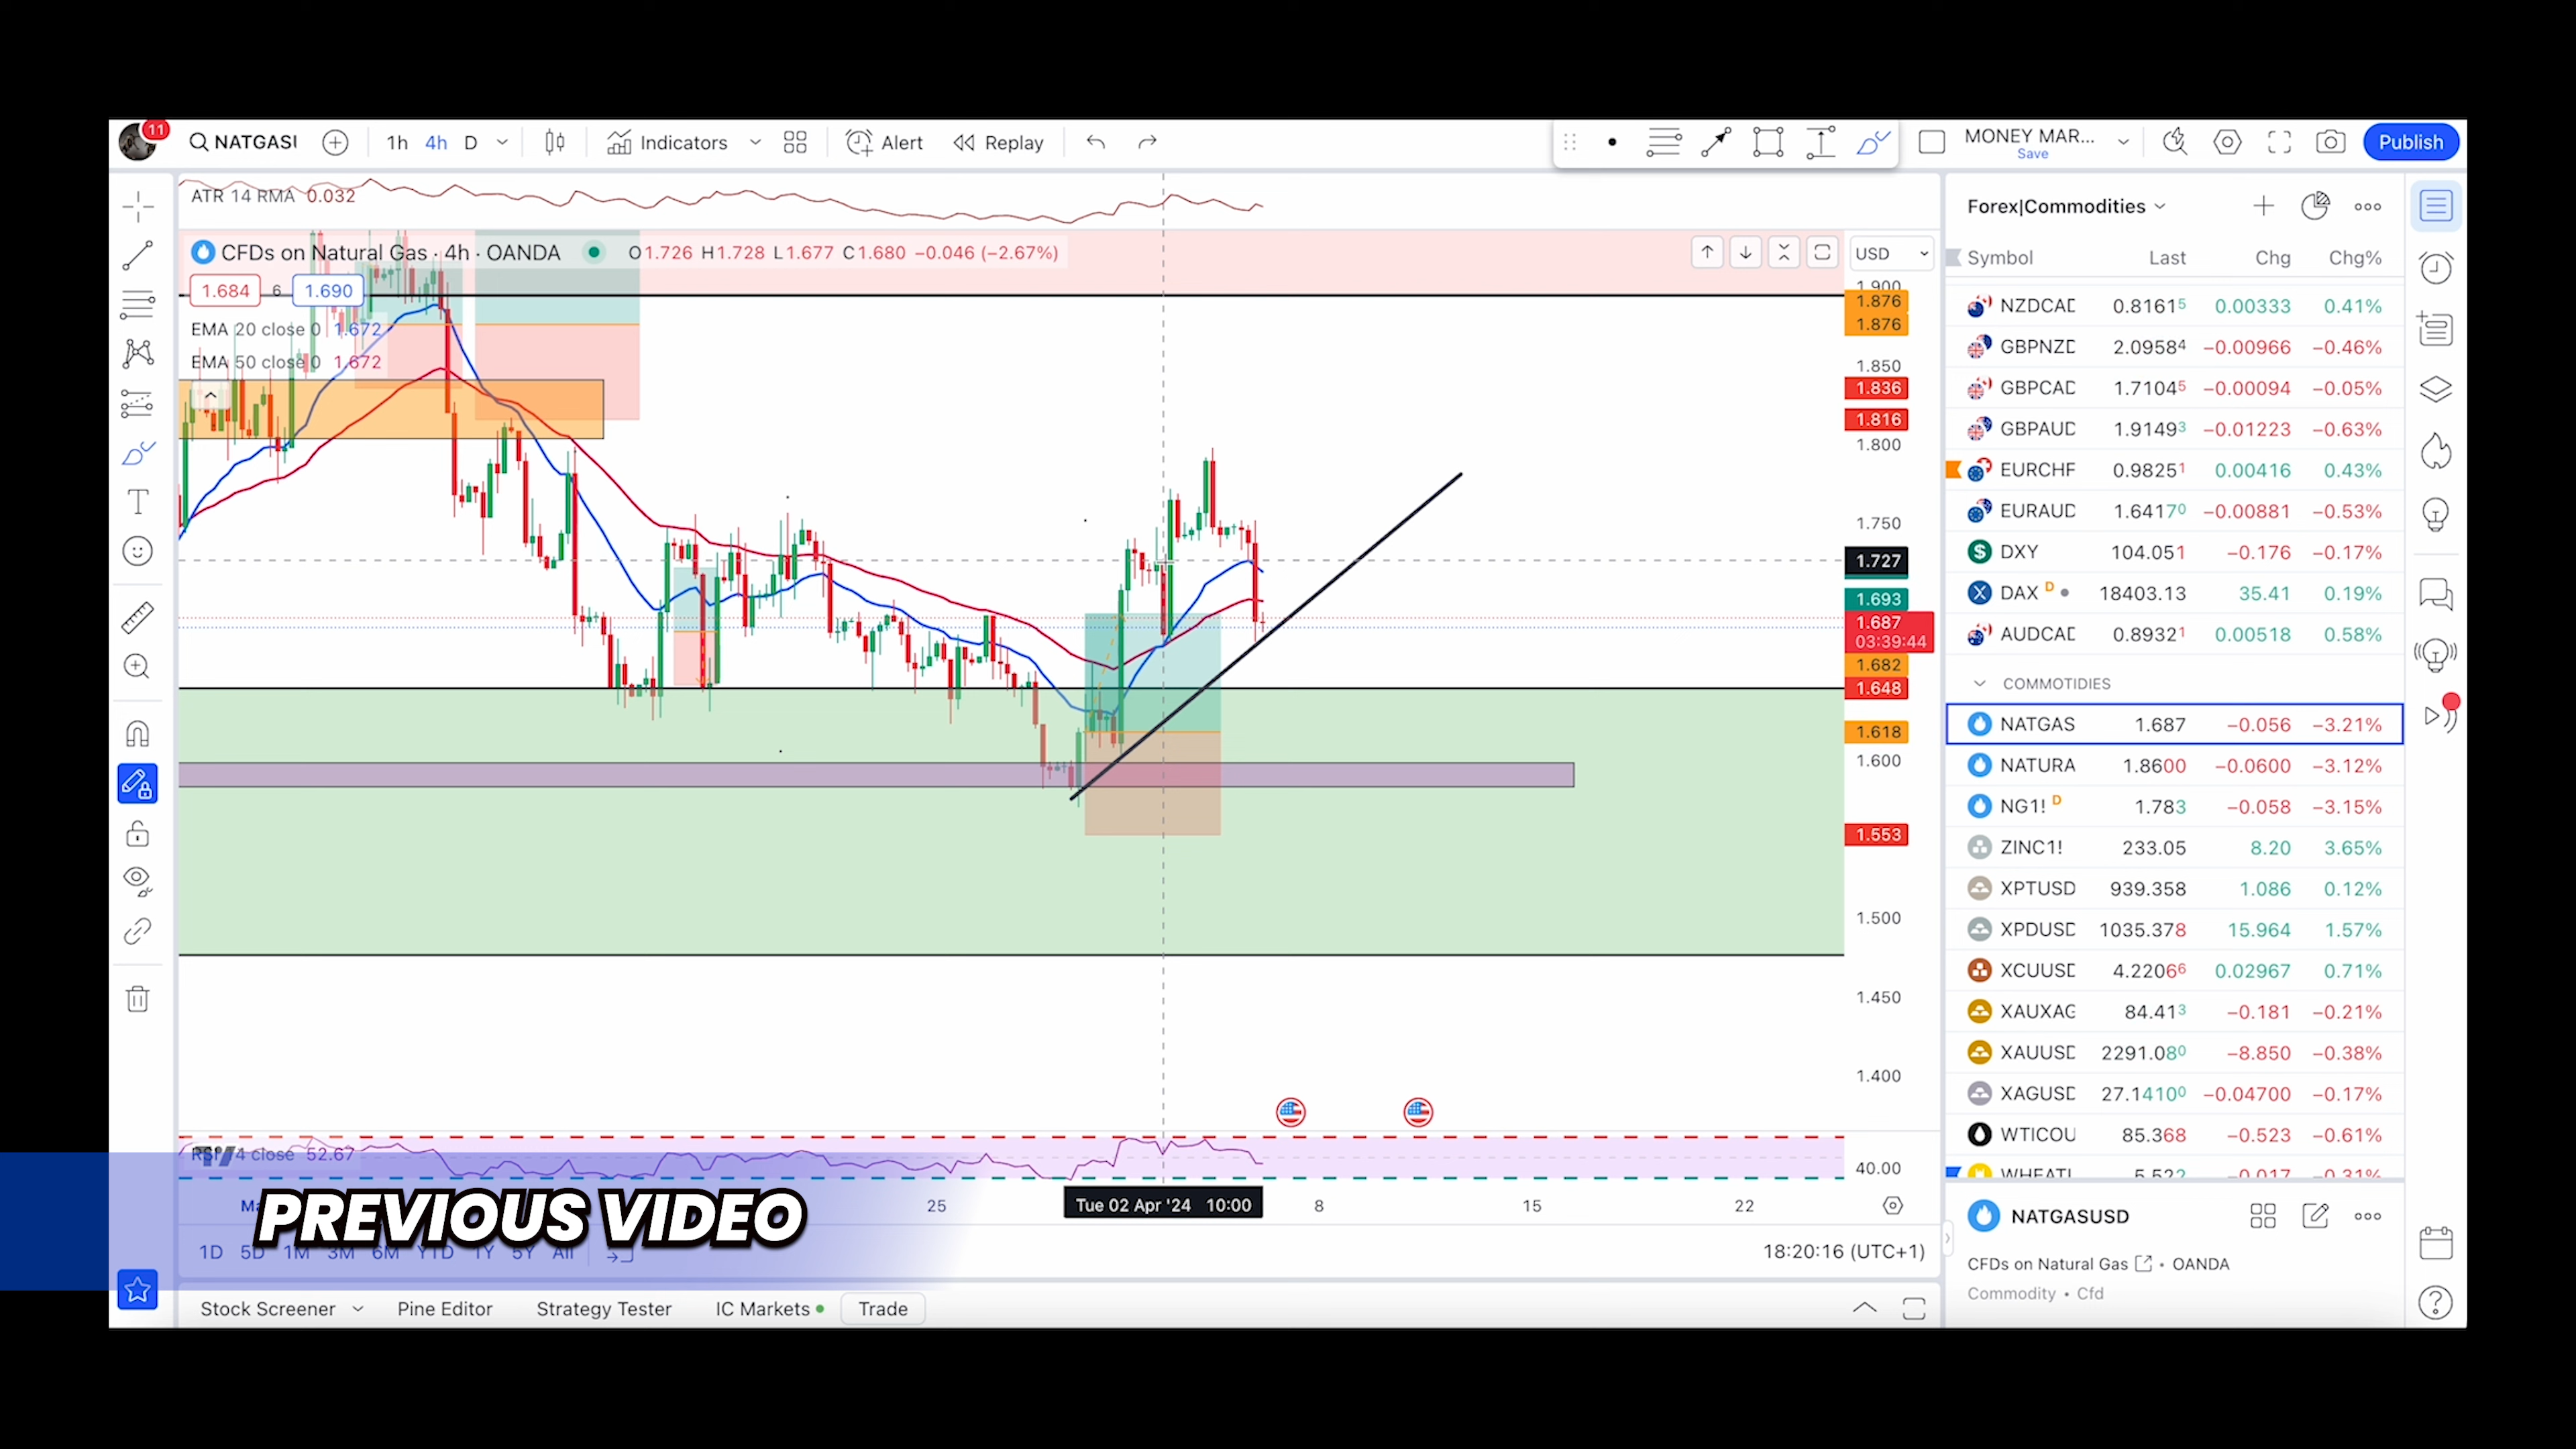 11
NATGASI
1h 4h D
Indicators
Alert
Replay
MONEY MAR...
Save
Publish
ATR 14 RMA 0.032
CFDs on Natural Gas · 4h · OANDA
O1.726 H1.728 L1.677 C1.680 −0.046 (−2.67%)
1.684 6 1.690
EMA 20 close 0 1.672
EMA 50 close 0 1.672
USD
1.900
1.876
1.876
1.850
1.836
1.816
1.800
1.750
1.727
1.693
1.687
03:39:44
1.682
1.648
1.618
1.600
1.553
1.500
1.450
1.400
40.00
4 close 52.67
25
Tue 02 Apr '24 10:00
8 15 22
PREVIOUS VIDEO
1D 5D 1M 3M 6M YTD 1Y 5Y All
18:20:16 (UTC+1)
Stock Screener Pine Editor Strategy Tester IC Markets Trade
Forex|Commodities
Symbol Last Chg Chg%
NZDCAD 0.81615 0.00333 0.41%
GBPNZD 2.09584 −0.00966 −0.46%
GBPCAD 1.71045 −0.00094 −0.05%
GBPAUD 1.91493 −0.01223 −0.63%
EURCHF 0.98251 0.00416 0.43%
EURAUD 1.64170 −0.00881 −0.53%
DXY 104.051 −0.176 −0.17%
DAX D 18403.13 35.41 0.19%
AUDCAD 0.89321 0.00518 0.58%
COMMOTIDIES
NATGAS 1.687 −0.056 −3.21%
NATURA 1.8600 −0.0600 −3.12%
NG1! D 1.783 −0.058 −3.15%
ZINC1! 233.05 8.20 3.65%
XPTUSD 939.358 1.086 0.12%
XPDUSD 1035.378 15.964 1.57%
XCUUSD 4.22066 0.02967 0.71%
XAUXAG 84.413 −0.181 −0.21%
XAUUSD 2291.080 −8.850 −0.38%
XAGUSD 27.14100 −0.04700 −0.17%
WTICOU 85.368 −0.523 −0.61%
WHEATI 5.522 −0.017 −0.31%
NATGASUSD
CFDs on Natural Gas • OANDA
Commodity • Cfd